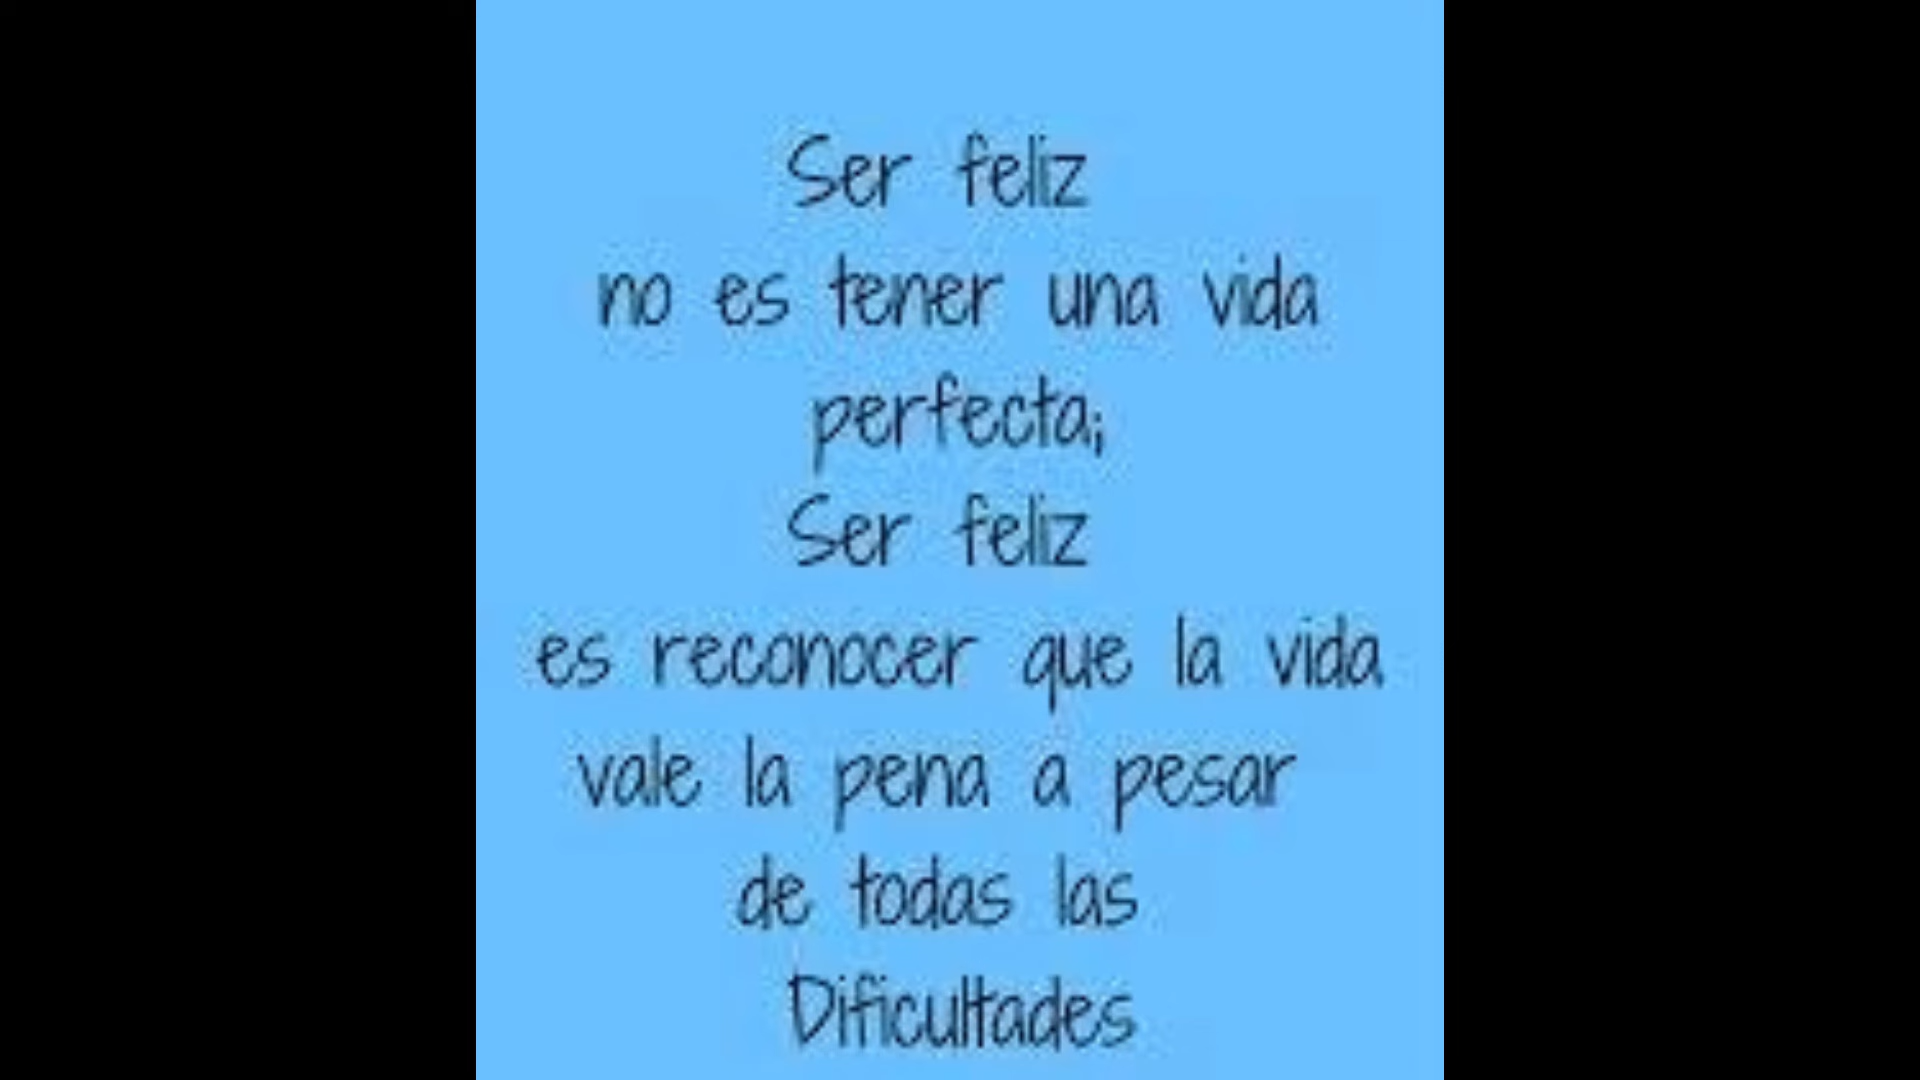 Ser feliz
no es tener una vida
perfecta;
Ser feliz
es reconocer que la vida
vale la pena a pesar
de todas las
Dificultades